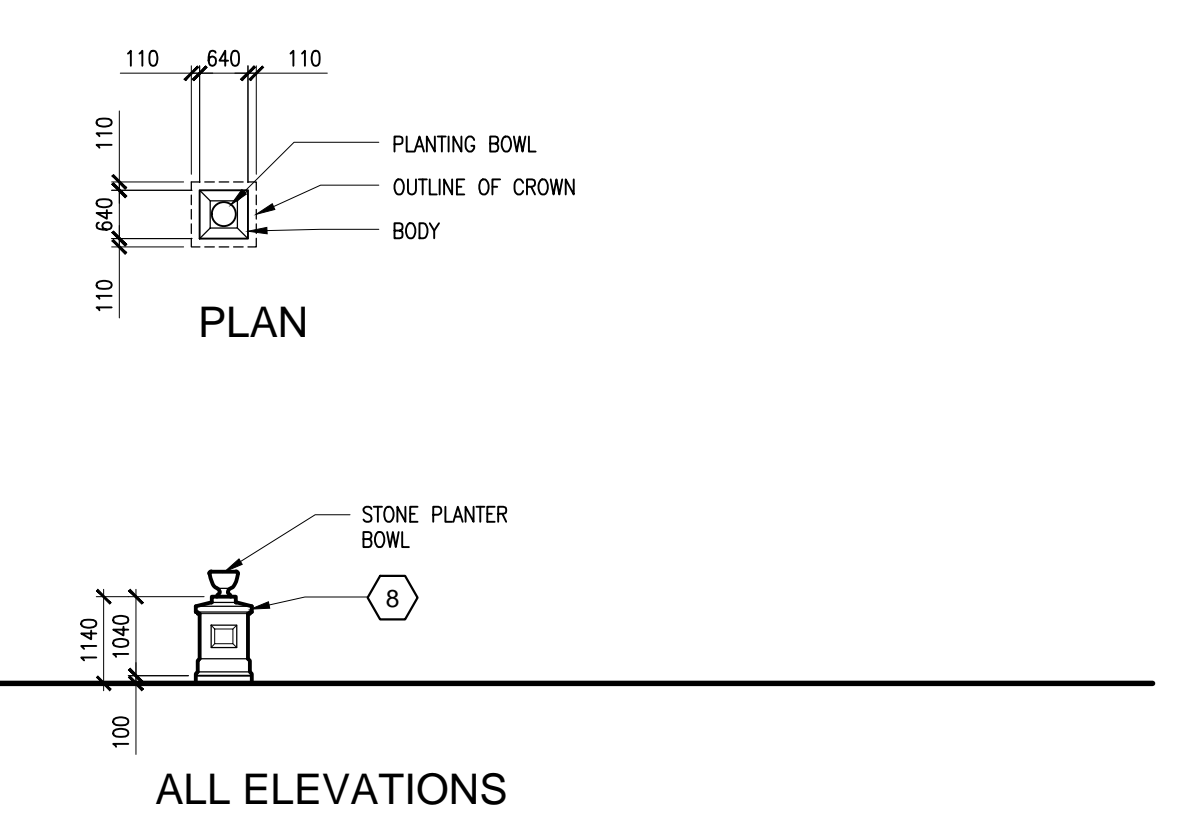 110 640 110
110
PLANTING BOWL
OUTLINE OF CROWN
640
BODY
110
PLAN
STONE PLANTER
BOWL
8
1140 1040
100
ALL ELEVATIONS